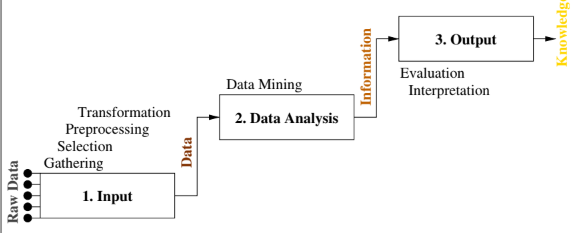 3. Output
Knowledge
Evaluation
Interpretation
Information
Data Mining
2. Data Analysis
Data
Transformation
Preprocessing
Selection
Gathering
1. Input
Raw Data